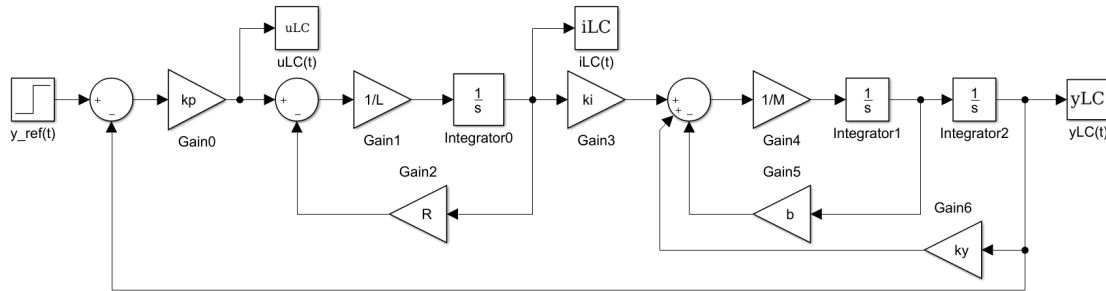 uLC
uLC(t)
iLC
iLC(t)
y_ref(t)
+
−
kp
Gain0
+
−
1/L
Gain1
1
s
Integrator0
ki
Gain3
+
+
−
1/M
Gain4
1
s
Integrator1
1
s
Integrator2
yLC
yLC(t)
Gain2
R
Gain5
b
Gain6
ky